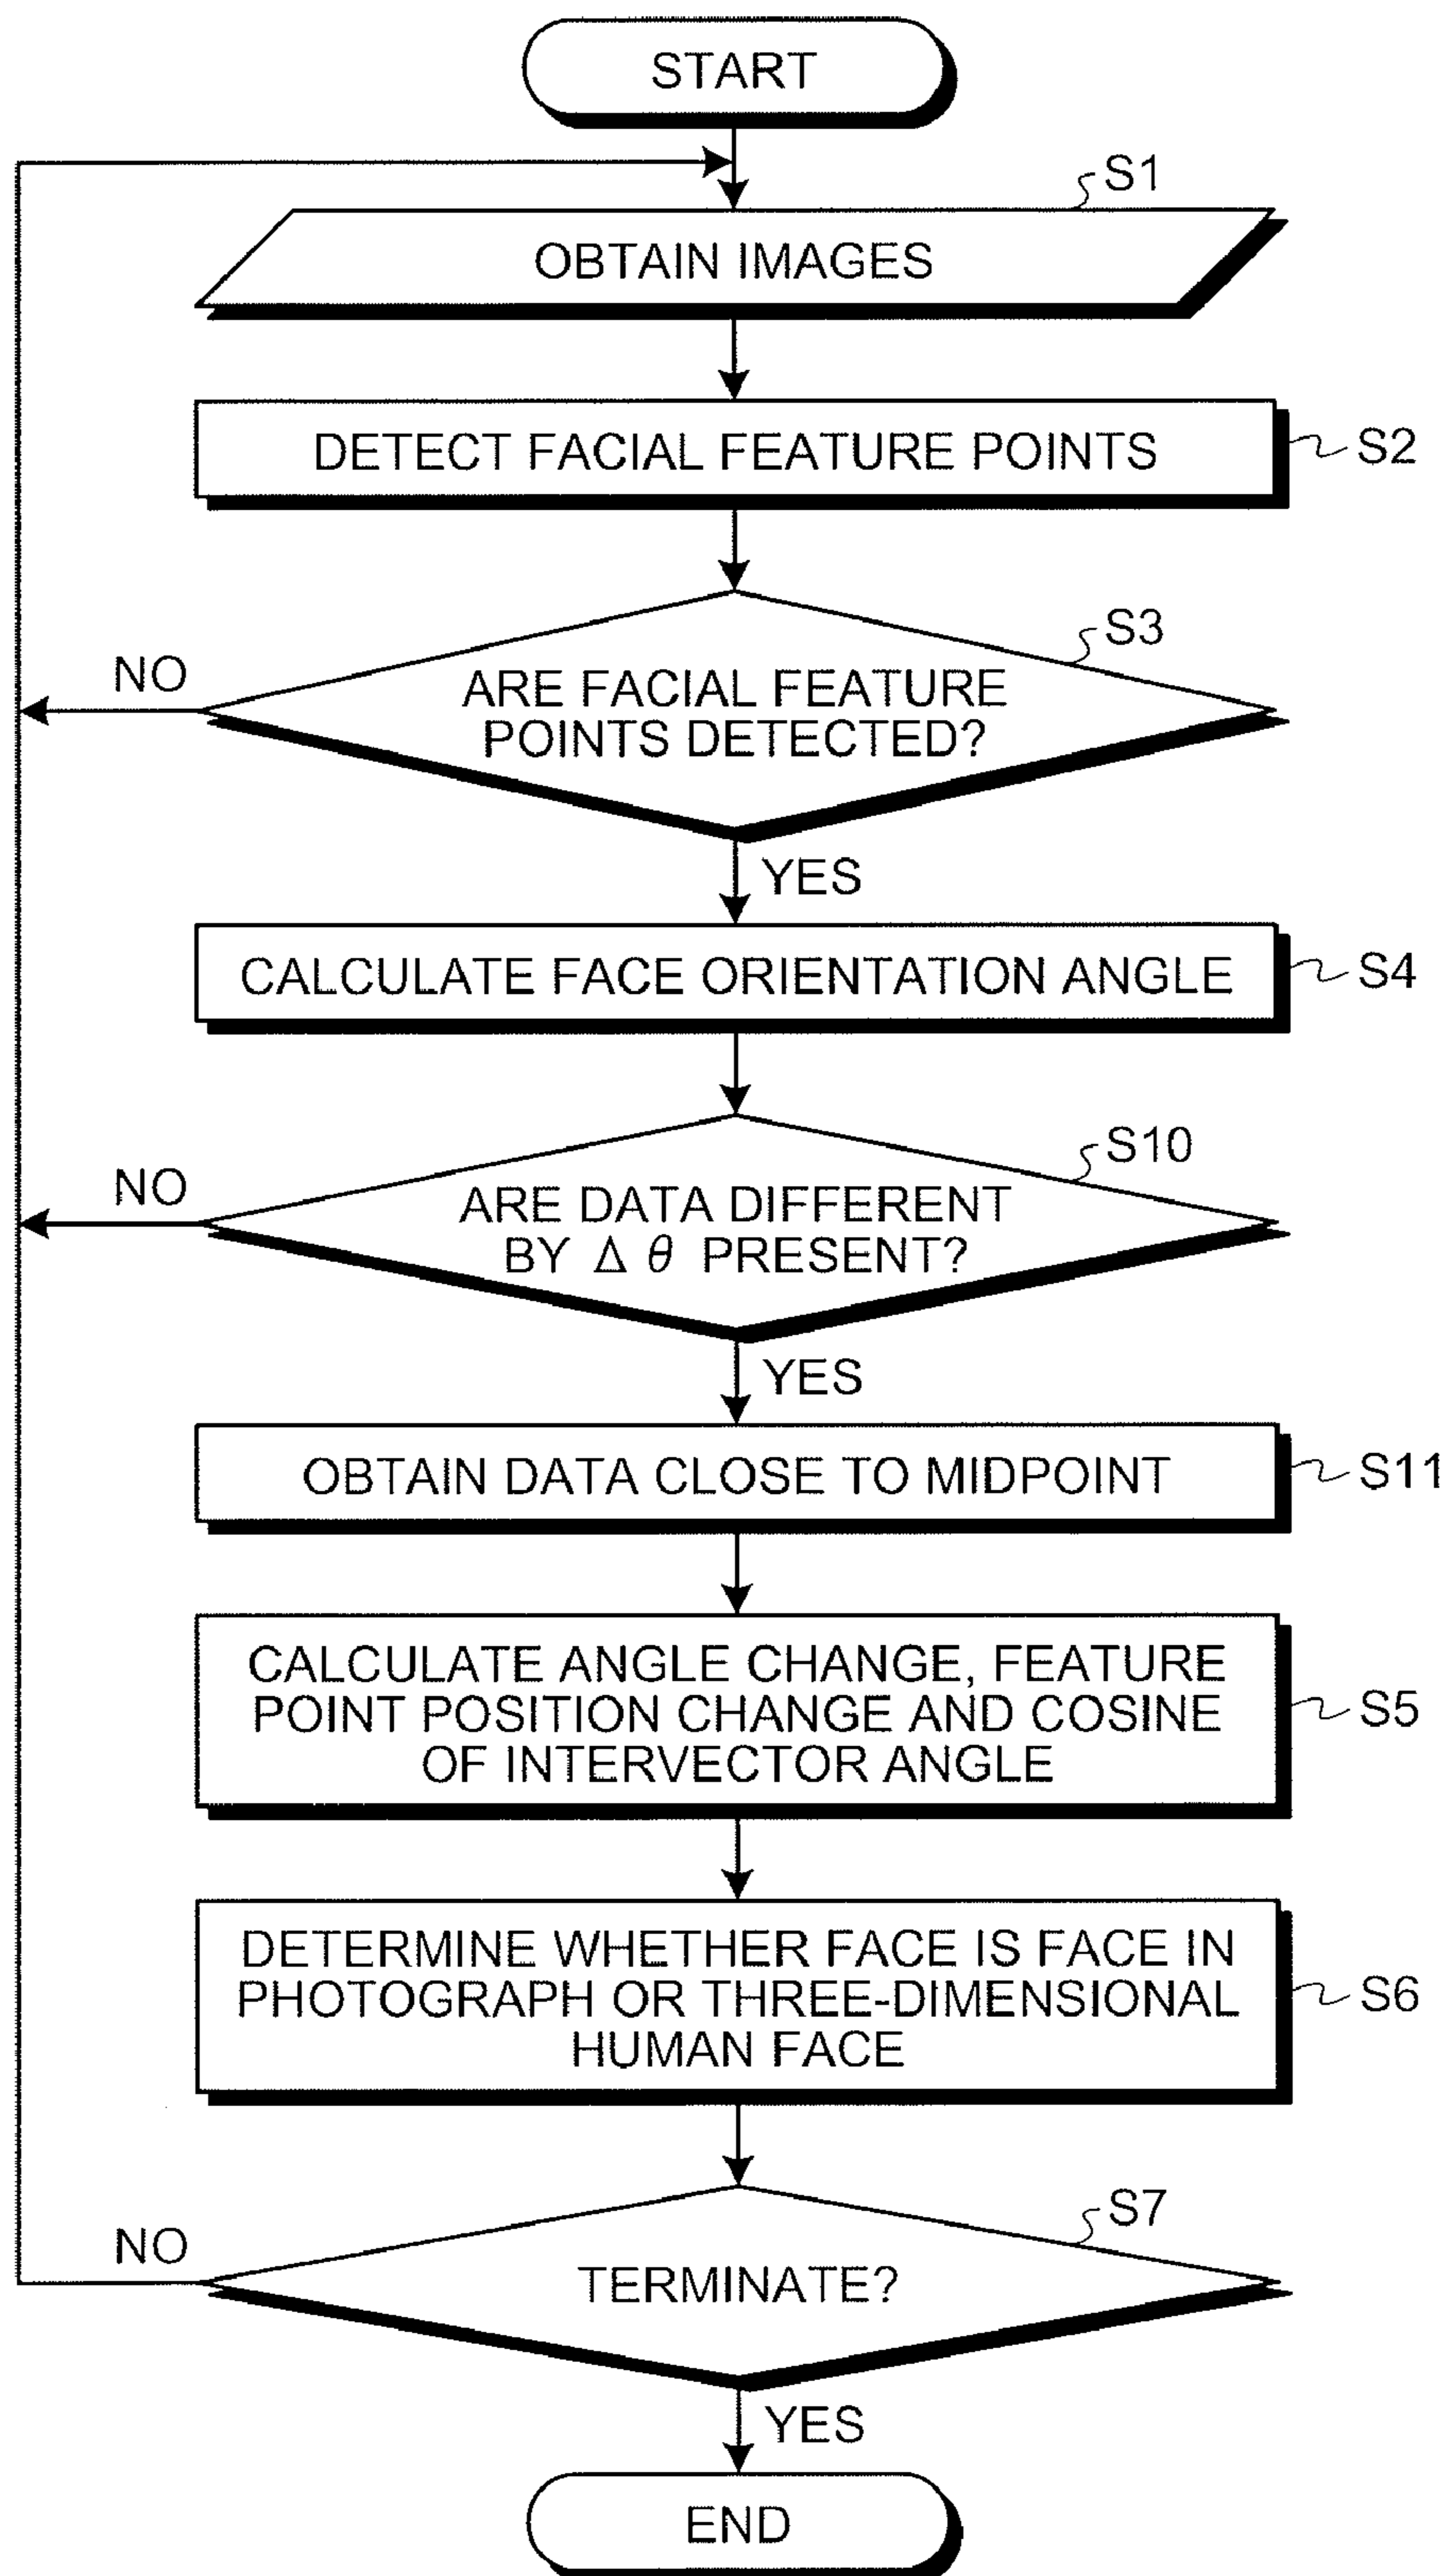 START
S1
OBTAIN IMAGES
DETECT FACIAL FEATURE POINTS
S2
S3
NO
ARE FACIAL FEATURE
POINTS DETECTED?
YES
CALCULATE FACE ORIENTATION ANGLE
S4
S10
NO
ARE DATA DIFFERENT
BY Δ θ PRESENT?
YES
OBTAIN DATA CLOSE TO MIDPOINT
S11
CALCULATE ANGLE CHANGE, FEATURE
POINT POSITION CHANGE AND COSINE
OF INTERVECTOR ANGLE
S5
DETERMINE WHETHER FACE IS FACE IN
PHOTOGRAPH OR THREE-DIMENSIONAL
HUMAN FACE
S6
S7
NO
TERMINATE?
YES
END